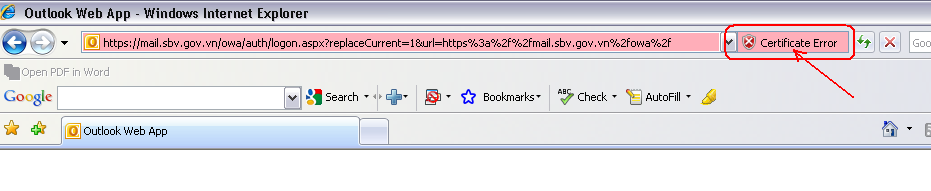 Outlook Web App - Windows Internet Explorer
https://mail.sbv.gov.vn/owa/auth/logon.aspx?replaceCurrent=1&url=https%3a%2f%2fmail.sbv.gov.vn%2fowa%2f Certificate Error Goo
Open PDF in Word
Google Search Bookmarks ABC Check AutoFill
Outlook Web App